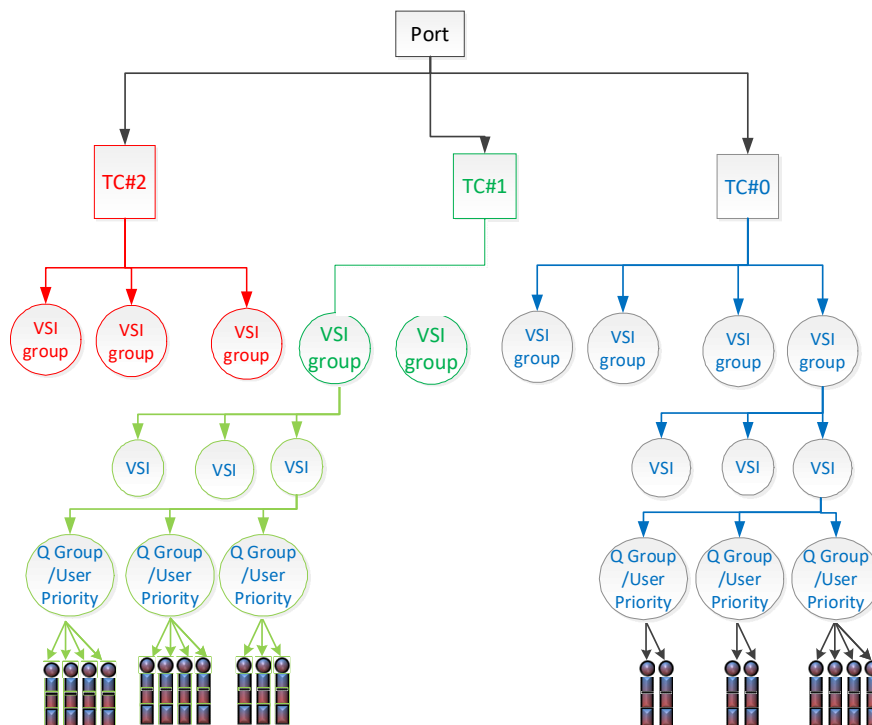 Port
TC#2
TC#1
TC#0
VSI
group
VSI
group
VSI
group
VSI
group
VSI
group
VSI
group
VSI
group
VSI
group
VSI
group
VSI
VSI
VSI
VSI
VSI
VSI
Q Group
/User
Priority
Q Group
/User
Priority
Q Group
/User
Priority
Q Group
/User
Priority
Q Group
/User
Priority
Q Group
/User
Priority